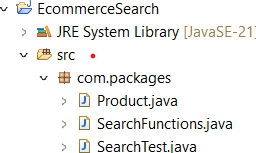 EcommerceSearch
JRE System Library [JavaSE-21]
src
com.packages
Product.java
SearchFunctions.java
SearchTest.java